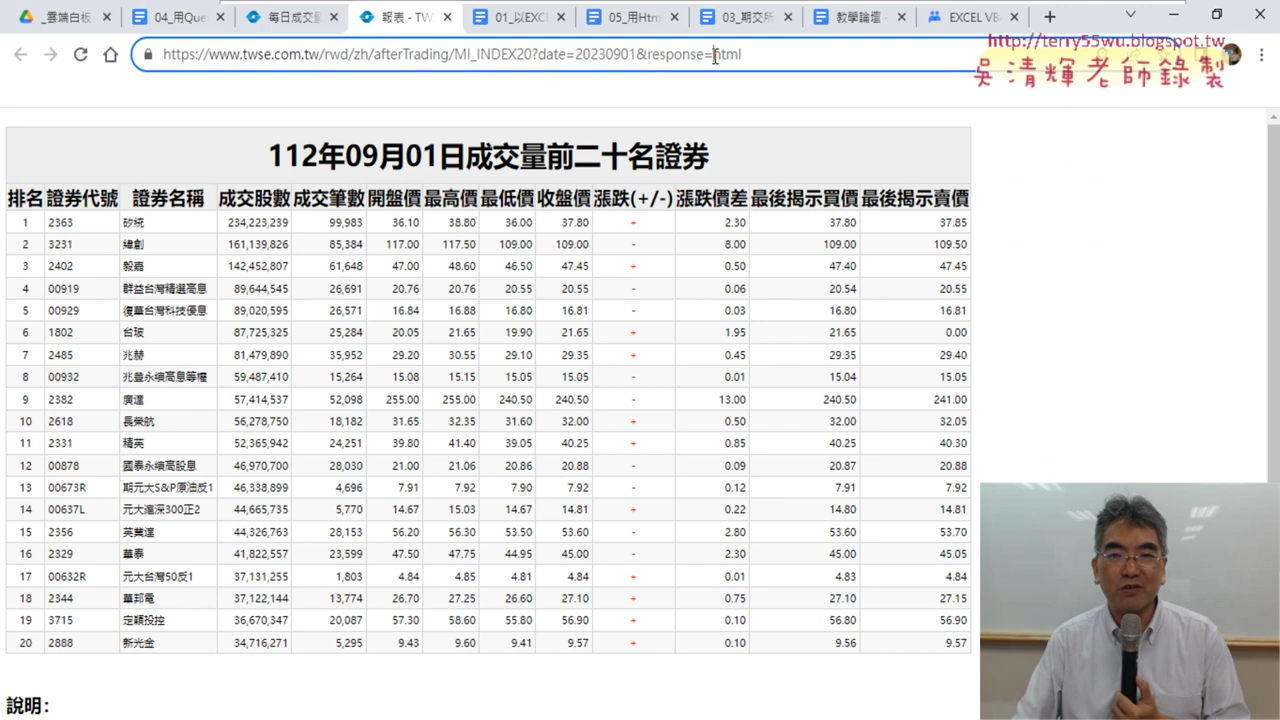 _雲端白板
04_用Que
每日成交量
報表 - TW
01_以EXC
05_用Htm
03_期交所
教學論壇 -
EXCEL VB
https://www.twse.com.tw/rwd/zh/afterTrading/MI_INDEX20?date=20230901&response=html
http://terry55wu.blogspot.tw
吳清輝老師錄製
112年09月01日成交量前二十名證券
排名 證券代號 證券名稱 成交股數 成交筆數 開盤價 最高價 最低價 收盤價 漲跌(+/-) 漲跌價差 最後揭示買價 最後揭示賣價
1 2363 矽統 234,223,239 99,983 36.10 38.80 36.00 37.80 + 2.30 37.80 37.85
2 3231 緯創 161,139,826 85,384 117.00 117.50 109.00 109.00 - 8.00 109.00 109.50
3 2402 毅嘉 142,452,807 61,648 47.00 48.60 46.50 47.45 + 0.50 47.40 47.45
4 00919 群益台灣精選高息 89,644,545 26,691 20.76 20.76 20.55 20.55 - 0.06 20.54 20.55
5 00929 復華台灣科技優息 89,020,595 26,571 16.84 16.88 16.80 16.81 - 0.03 16.80 16.81
6 1802 台玻 87,725,325 25,284 20.05 21.65 19.90 21.65 + 1.95 21.65 0.00
7 2485 兆赫 81,479,890 35,952 29.20 30.55 29.10 29.35 + 0.45 29.35 29.40
8 00932 兆豐永續高息等權 59,487,410 15,264 15.08 15.15 15.05 15.05 - 0.01 15.04 15.05
9 2382 廣達 57,414,537 52,098 255.00 255.00 240.50 240.50 - 13.00 240.50 241.00
10 2618 長榮航 56,278,750 18,182 31.65 32.35 31.60 32.00 + 0.50 32.00 32.05
11 2331 精英 52,365,942 24,251 39.80 41.40 39.05 40.25 + 0.85 40.25 40.30
12 00878 國泰永續高股息 46,970,700 28,030 21.00 21.06 20.86 20.88 - 0.09 20.87 20.88
13 00673R 期元大S&P原油反1 46,338,899 4,696 7.91 7.92 7.90 7.92 - 0.12 7.91 7.92
14 00637L 元大滬深300正2 44,665,735 5,770 14.67 15.03 14.67 14.81 + 0.22 14.80 14.81
15 2356 英業達 44,326,763 28,153 56.20 56.30 53.50 53.60 - 2.80 53.60 53.70
16 2329 華泰 41,822,557 23,599 47.50 47.75 44.95 45.00 - 2.30 45.00 45.05
17 00632R 元大台灣50反1 37,131,255 1,803 4.84 4.85 4.81 4.84 + 0.01 4.83 4.84
18 2344 華邦電 37,122,144 13,774 26.70 27.25 26.60 27.10 + 0.75 27.10 27.15
19 3715 定穎投控 36,670,347 20,087 57.30 58.60 55.80 56.90 + 0.10 56.80 56.90
20 2888 新光金 34,716,271 5,295 9.43 9.60 9.41 9.57 + 0.10 9.56 9.57
說明：